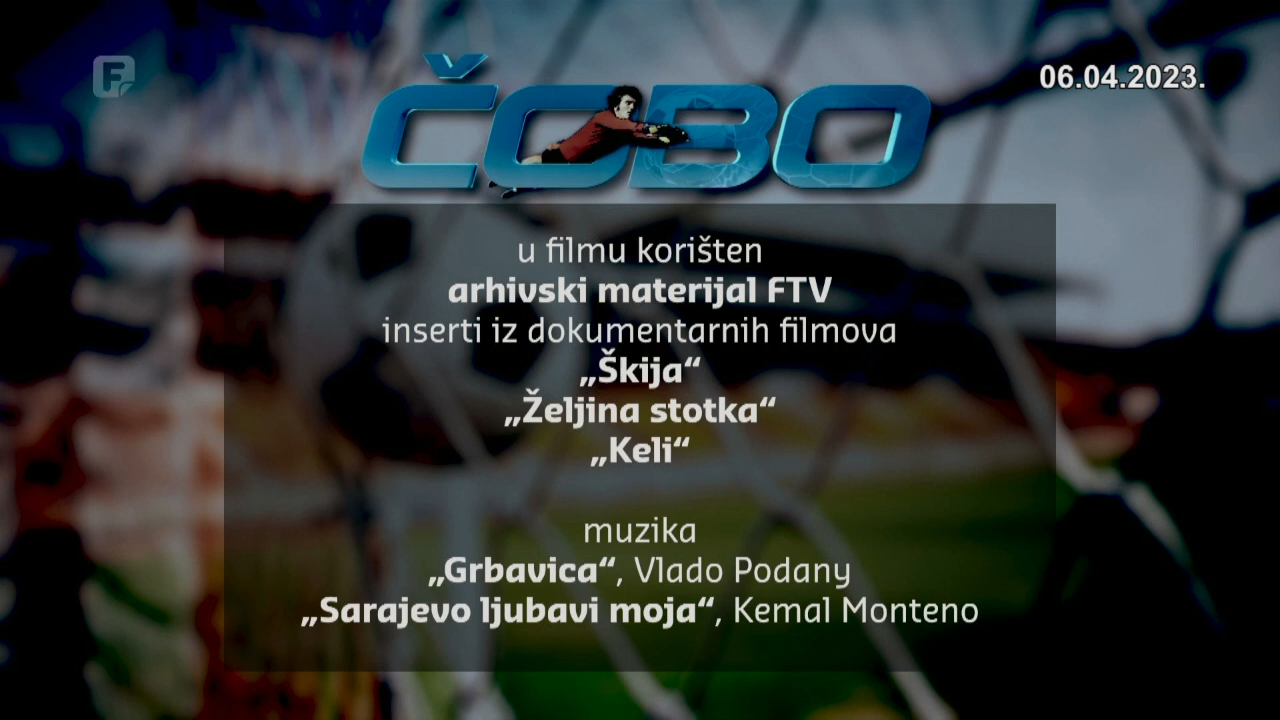 F
06.04.2023.
ČOBO
u filmu korišten
arhivski materijal FTV
inserti iz dokumentarnih filmova
„Škija“
„Željina stotka“
„Keli“
muzika
„Grbavica“, Vlado Podany
„Sarajevo ljubavi moja“, Kemal Monteno